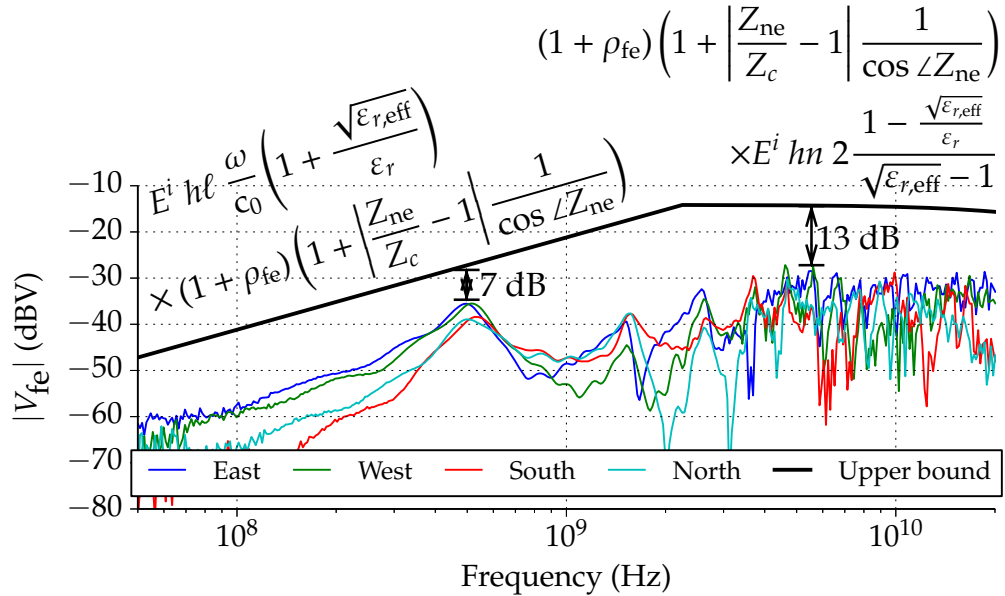 (1 + ρ_fe)(1 + |Z_ne/Z_c − 1| 1/cos ∠Z_ne)
×E^i hn 2 (1 − √ε_{r,eff}/ε_r)/(√ε_{r,eff} − 1)
E^i hℓ ω/c_0 (1 + √ε_{r,eff}/ε_r)
× (1 + ρ_fe)(1 + |Z_ne/Z_c − 1| 1/cos ∠Z_ne)
−10
−20
−30
−40
−50
−60
−70
−80
|V_fe| (dBV)
7 dB
13 dB
East West South North Upper bound
10^8 10^9 10^10
Frequency (Hz)